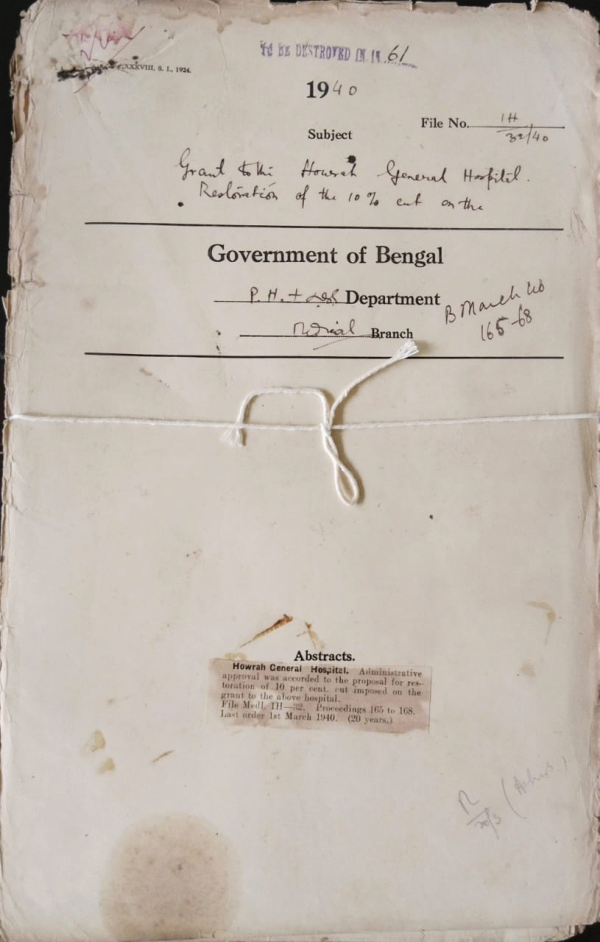 XXXVIII, S. I., 1924.
TO BE DESTROYED IN 1961
1940
File No. 1H
32/40
Subject
Grant to the Howrah General Hospital.
Restoration of the 10 % cut on the
Government of Bengal
P. H. + LSG Department
Medical Branch
B March 40
165-68
Abstracts.
Howrah General Hospital. Administrative
approval was accorded to the proposal for res-
toration of 10 per cent. cut imposed on the
grant to the above hospital.
File Medl. 1H—32. Proceedings 165 to 168.
Last order 1st March 1940. (20 years.)